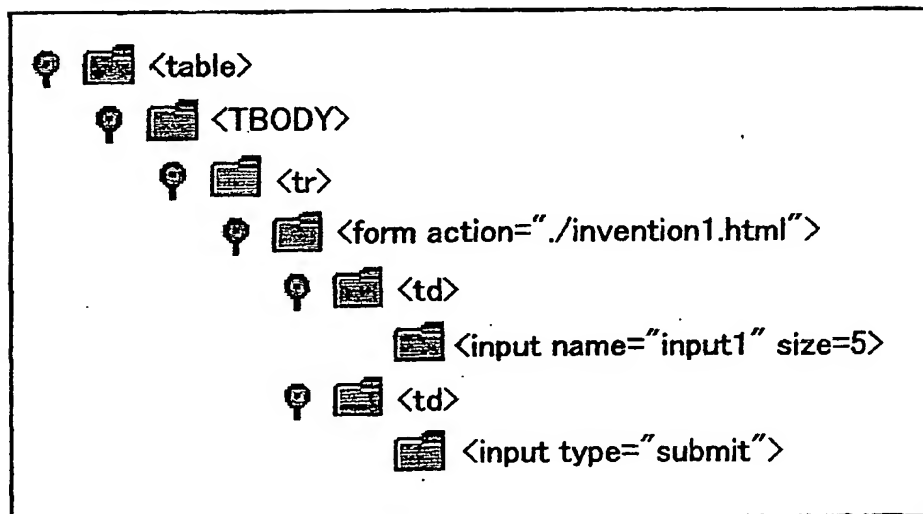 <table>
<TBODY>
<tr>
<form action="./invention1.html">
<td>
<input name="input1" size=5>
<td>
<input type="submit">